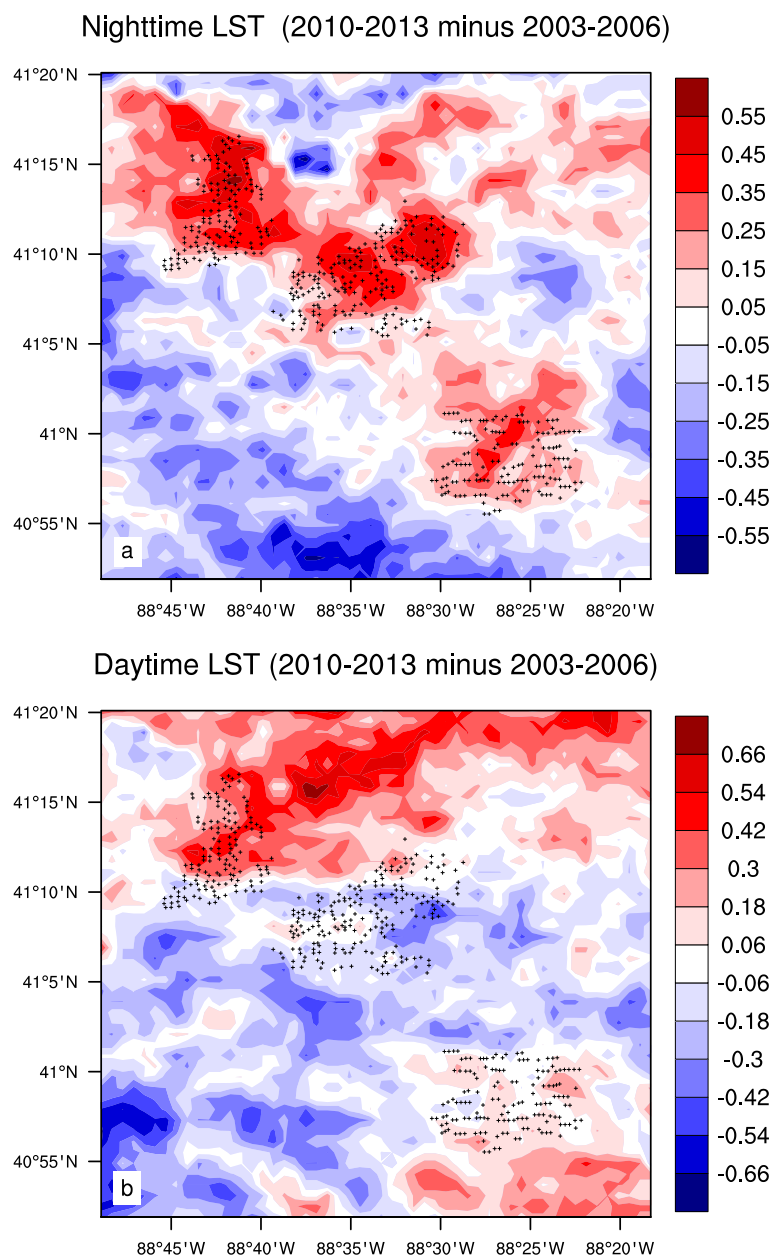 Nighttime LST (2010-2013 minus 2003-2006)
41°20'N
41°15'N
41°10'N
41°5'N
41°N
40°55'N
a
88°45'W 88°40'W 88°35'W 88°30'W 88°25'W 88°20'W
0.55
0.45
0.35
0.25
0.15
0.05
-0.05
-0.15
-0.25
-0.35
-0.45
-0.55
Daytime LST (2010-2013 minus 2003-2006)
41°20'N
41°15'N
41°10'N
41°5'N
41°N
40°55'N
b
88°45'W 88°40'W 88°35'W 88°30'W 88°25'W 88°20'W
0.66
0.54
0.42
0.3
0.18
0.06
-0.06
-0.18
-0.3
-0.42
-0.54
-0.66